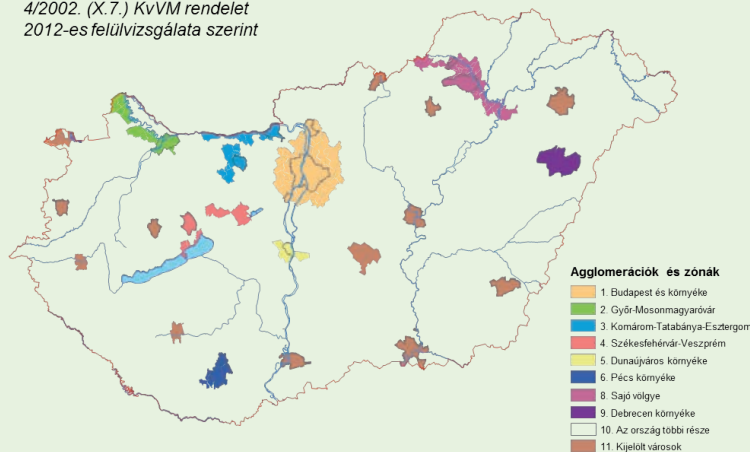 4/2002. (X.7.) KvVM rendelet
2012-es felülvizsgálata szerint
Agglomerációk és zónák
1. Budapest és környéke
2. Győr-Mosonmagyaróvár
3. Komárom-Tatabánya-Esztergom
4. Székesfehérvár-Veszprém
5. Dunaújváros környéke
6. Pécs környéke
8. Sajó völgye
9. Debrecen környéke
10. Az ország többi része
11. Kijelölt városok